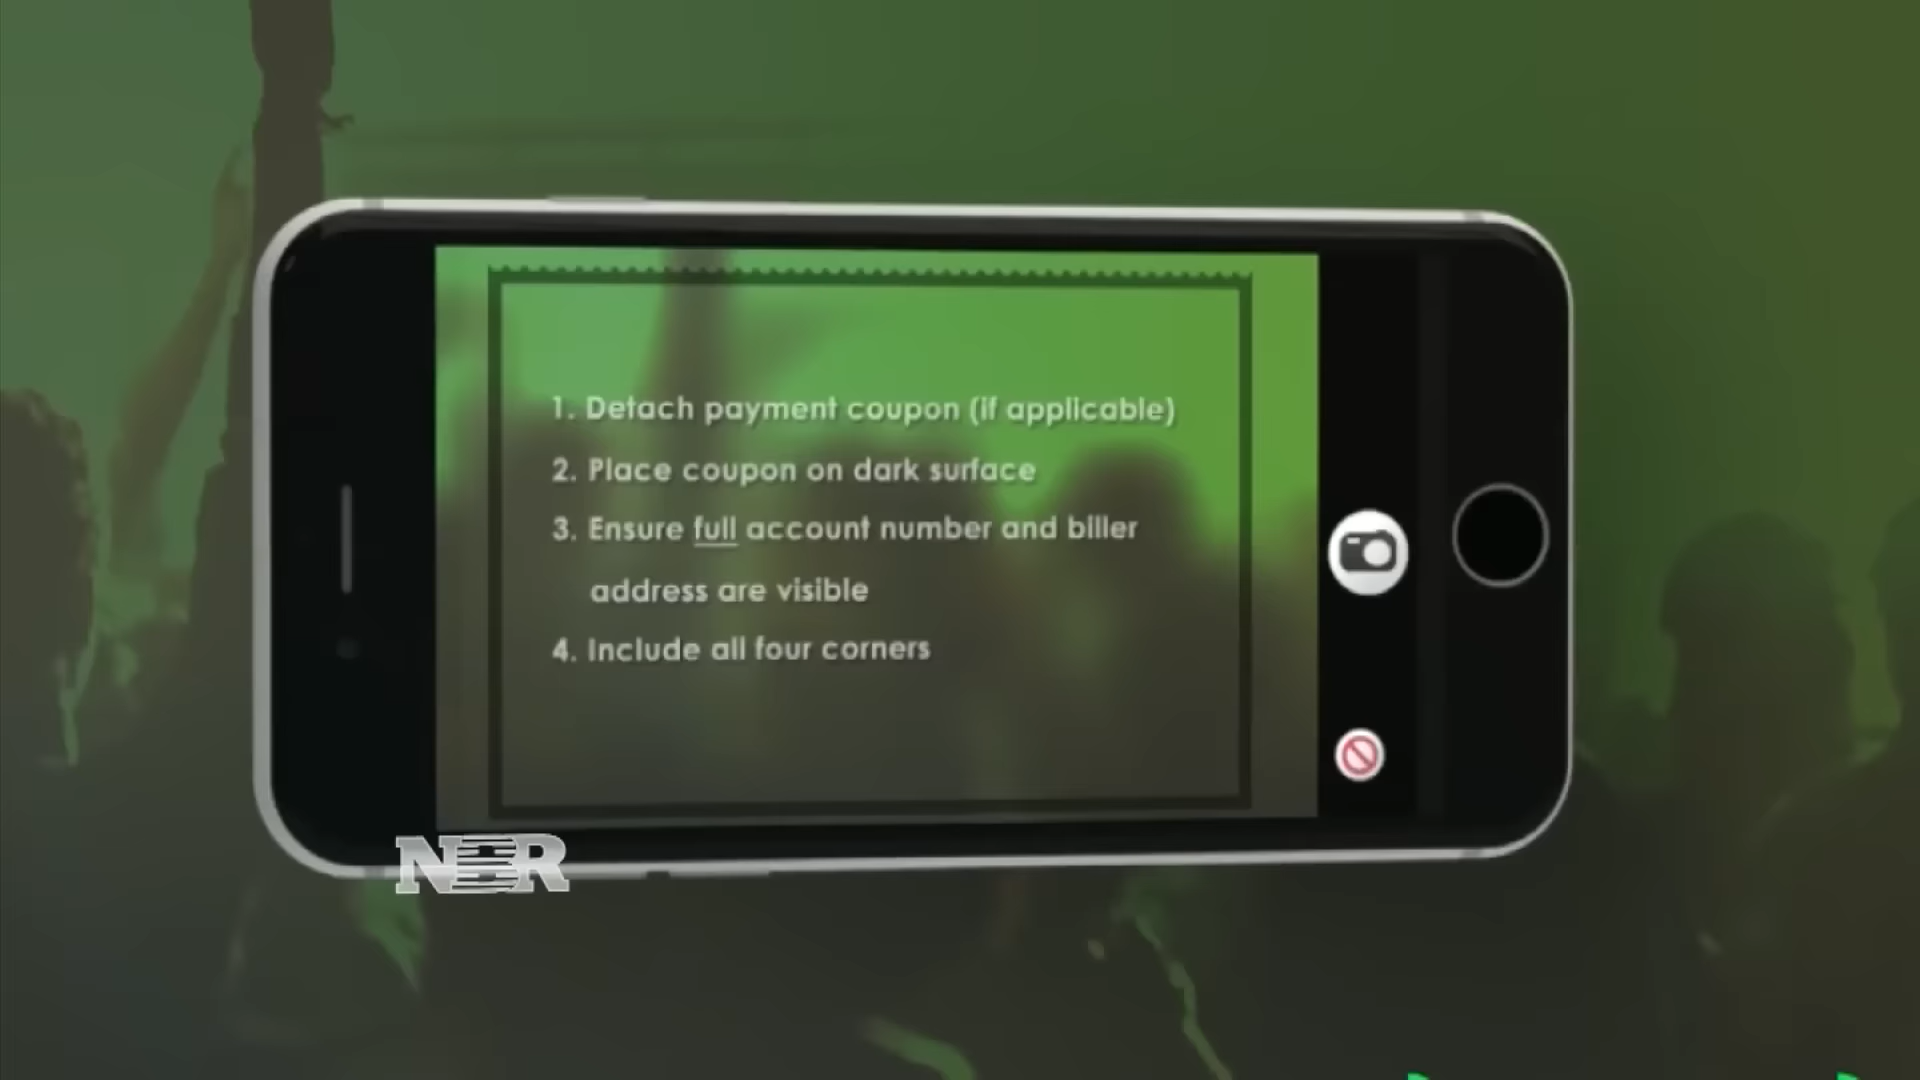 1. Detach payment coupon (if applicable)
2. Place coupon on dark surface
3. Ensure full account number and biller
address are visible
4. Include all four corners
NBR